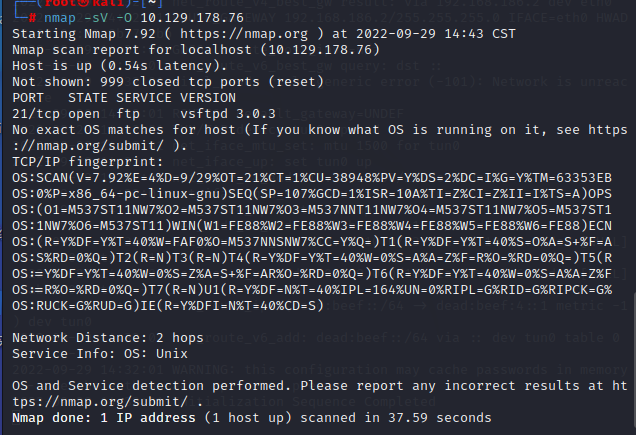 (root㉿kali)-[~]
└─# nmap -sV -O 10.129.178.76
Starting Nmap 7.92 ( https://nmap.org ) at 2022-09-29 14:43 CST
Nmap scan report for localhost (10.129.178.76)
Host is up (0.54s latency).
Not shown: 999 closed tcp ports (reset)
PORT   STATE SERVICE VERSION
21/tcp open  ftp     vsftpd 3.0.3
No exact OS matches for host (If you know what OS is running on it, see https
://nmap.org/submit/ ).
TCP/IP fingerprint:
OS:SCAN(V=7.92%E=4%D=9/29%OT=21%CT=1%CU=38948%PV=Y%DS=2%DC=I%G=Y%TM=63353EB
OS:0%P=x86_64-pc-linux-gnu)SEQ(SP=107%GCD=1%ISR=10A%TI=Z%CI=Z%II=I%TS=A)OPS
OS:(O1=M537ST11NW7%O2=M537ST11NW7%O3=M537NNT11NW7%O4=M537ST11NW7%O5=M537ST1
OS:1NW7%O6=M537ST11)WIN(W1=FE88%W2=FE88%W3=FE88%W4=FE88%W5=FE88%W6=FE88)ECN
OS:(R=Y%DF=Y%T=40%W=FAF0%O=M537NNSNW7%CC=Y%Q=)T1(R=Y%DF=Y%T=40%S=O%A=S+%F=A
OS:S%RD=0%Q=)T2(R=N)T3(R=N)T4(R=Y%DF=Y%T=40%W=0%S=A%A=Z%F=R%O=%RD=0%Q=)T5(R
OS:=Y%DF=Y%T=40%W=0%S=Z%A=S+%F=AR%O=%RD=0%Q=)T6(R=Y%DF=Y%T=40%W=0%S=A%A=Z%F
OS:=R%O=%RD=0%Q=)T7(R=N)U1(R=Y%DF=N%T=40%IPL=164%UN=0%RIPL=G%RID=G%RIPCK=G%
OS:RUCK=G%RUD=G)IE(R=Y%DFI=N%T=40%CD=S)
Network Distance: 2 hops
Service Info: OS: Unix
OS and Service detection performed. Please report any incorrect results at ht
tps://nmap.org/submit/ .
Nmap done: 1 IP address (1 host up) scanned in 37.59 seconds